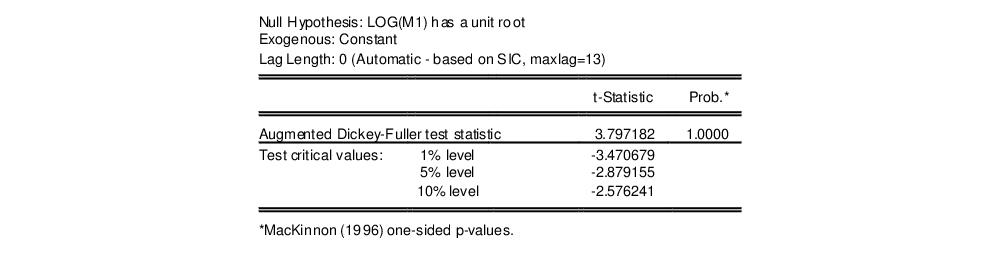 Null Hypothesis: LOG(M1) has a unit root
Exogenous: Constant
Lag Length: 0 (Automatic - based on SIC, maxlag=13)
t-Statistic Prob.*
Augmented Dickey-Fuller test statistic 3.797182 1.0000
Test critical values: 1% level -3.470679
5% level -2.879155
10% level -2.576241
*MacKinnon (1996) one-sided p-values.